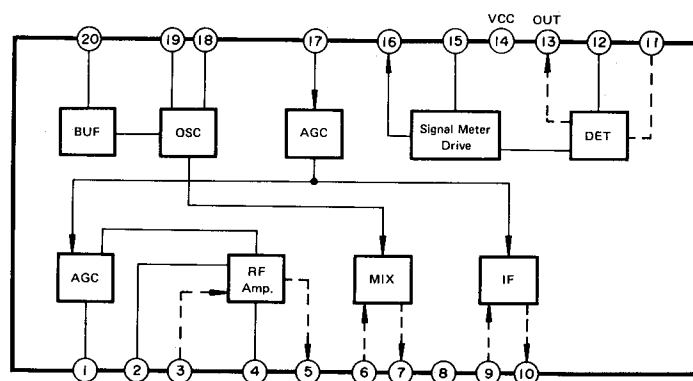 VCC OUT
20 19 18 17 16 15 14 13 12 11
BUF OSC AGC Signal Meter DET
Drive
AGC RF MIX IF
Amp.
1 2 3 4 5 6 7 8 9 10